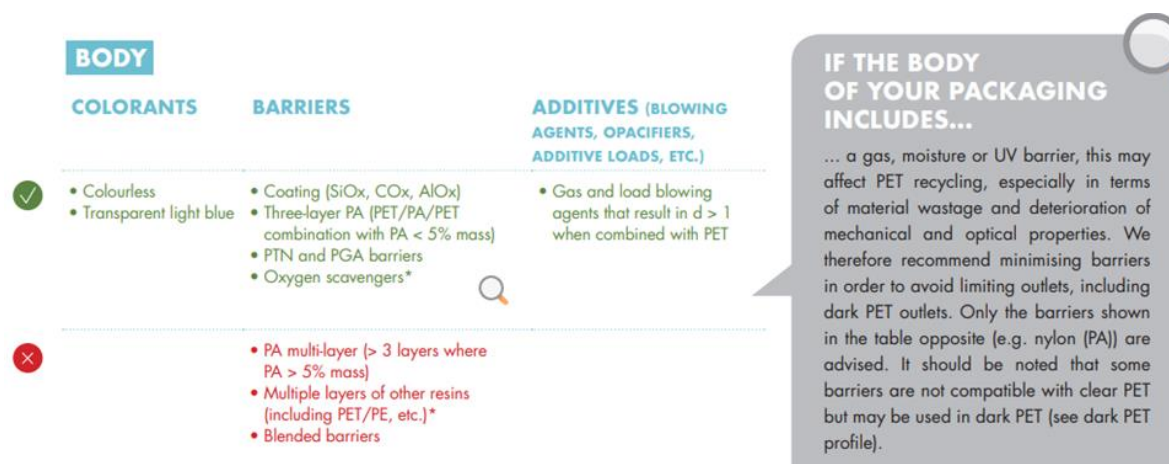 BODY
COLORANTS
• Colourless
• Transparent light blue
BARRIERS
• Coating (SiOx, COx, AlOx)
• Three-layer PA (PET/PA/PET
combination with PA < 5% mass)
• PTN and PGA barriers
• Oxygen scavengers*
• PA multi-layer (> 3 layers where
PA > 5% mass)
• Multiple layers of other resins
(including PET/PE, etc.)*
• Blended barriers
ADDITIVES (BLOWING
AGENTS, OPACIFIERS,
ADDITIVE LOADS, ETC.)
• Gas and load blowing
agents that result in d > 1
when combined with PET
IF THE BODY
OF YOUR PACKAGING
INCLUDES...
... a gas, moisture or UV barrier, this may
affect PET recycling, especially in terms
of material wastage and deterioration of
mechanical and optical properties. We
therefore recommend minimising barriers
in order to avoid limiting outlets, including
dark PET outlets. Only the barriers shown
in the table opposite (e.g. nylon (PA)) are
advised. It should be noted that some
barriers are not compatible with clear PET
but may be used in dark PET (see dark PET
profile).